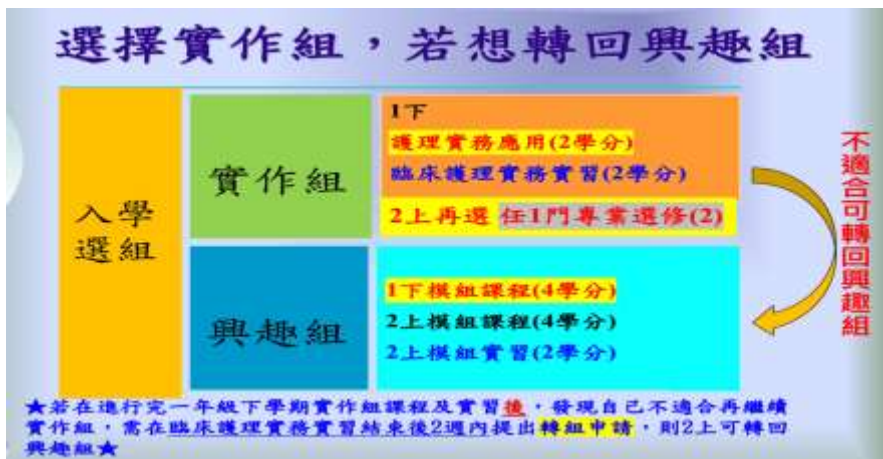 選擇實作組，若想轉回興趣組
入學
選組
實作組
1下
護理實務應用(2學分)
臨床護理實務實習(2學分)
2上再選 任1門專業選修(2)
興趣組
1下模組課程(4學分)
2上模組課程(4學分)
2上模組實習(2學分)
不適合可轉回興趣組
★若在進行完一年級下學期實作組課程及實習後，發現自己不適合再繼續
實作組，需在臨床護理實務實習結束後2週內提出轉組申請，則2上可轉回
興趣組★